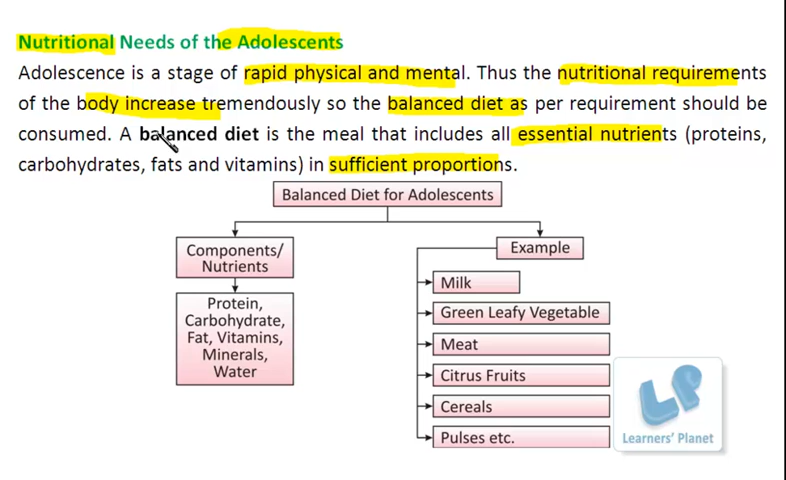 Nutritional Needs of the Adolescents
Adolescence is a stage of rapid physical and mental. Thus the nutritional requirements
of the body increase tremendously so the balanced diet as per requirement should be
consumed. A balanced diet is the meal that includes all essential nutrients (proteins,
carbohydrates, fats and vitamins) in sufficient proportions.
Balanced Diet for Adolescents
Components/
Nutrients
Protein,
Carbohydrate,
Fat, Vitamins,
Minerals,
Water
Example
Milk
Green Leafy Vegetable
Meat
Citrus Fruits
Cereals
Pulses etc.
LP
Learners' Planet